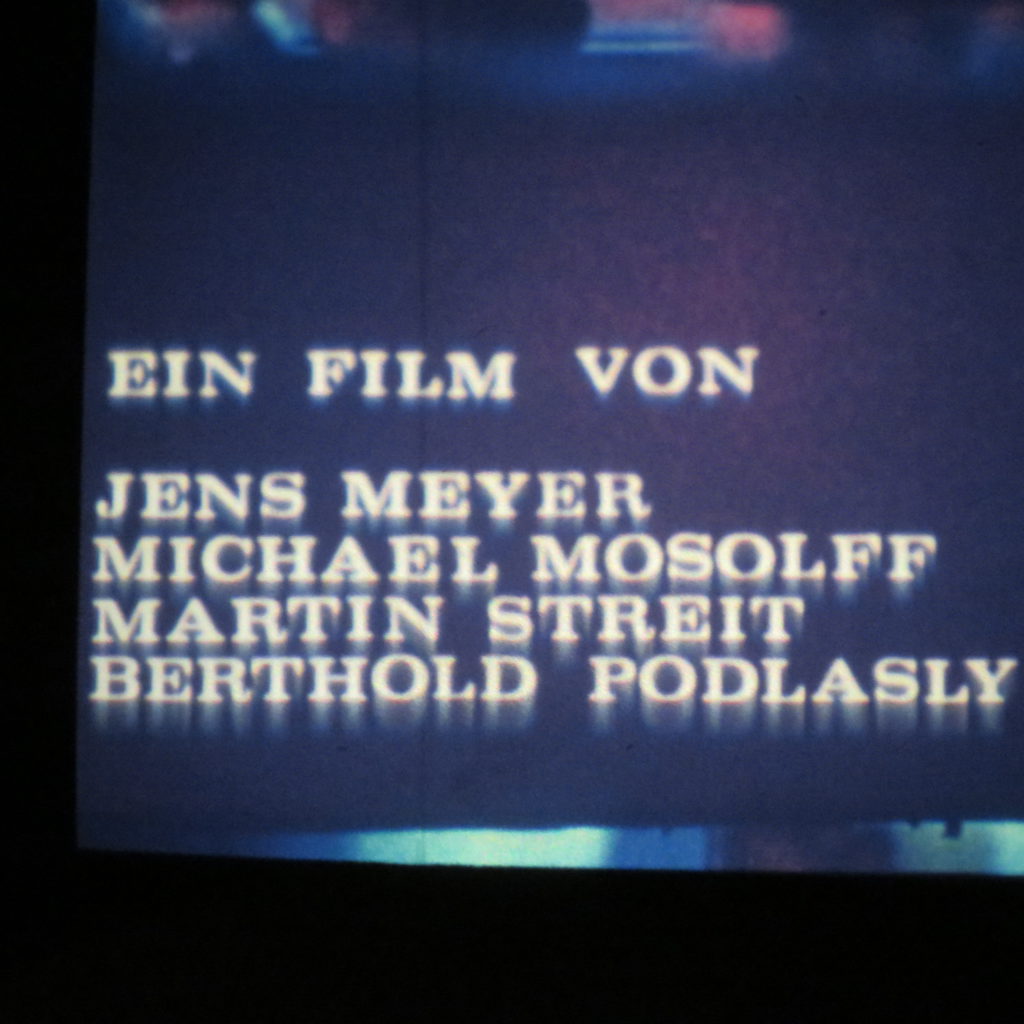 EIN FILM VON
JENS MEYER
MICHAEL MOSOLFF
MARTIN STREIT
BERTHOLD PODLASLY